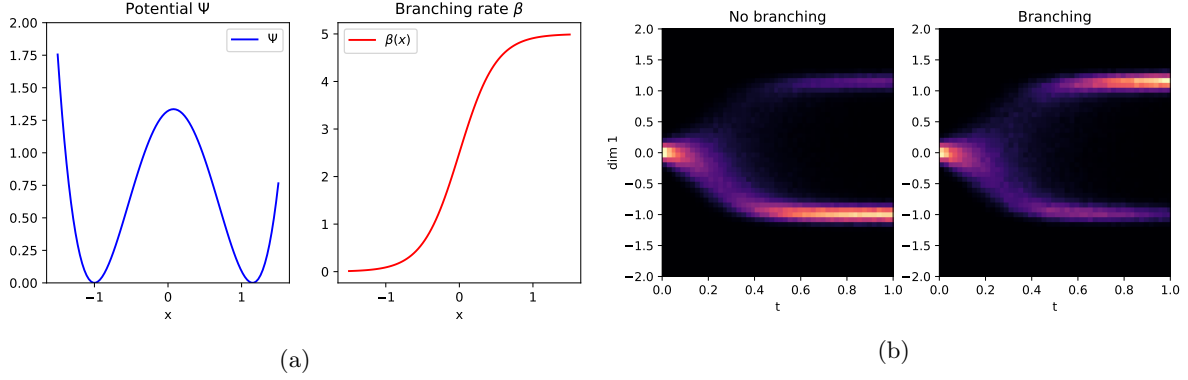 Potential Ψ
Ψ
2.00
1.75
1.50
1.25
1.00
0.75
0.50
0.25
0.00
−1
0
1
x
Branching rate β
β(x)
5
4
3
2
1
0
−1
0
1
x
(a)
No branching
dim 1
2.0
1.5
1.0
0.5
0.0
−0.5
−1.0
−1.5
−2.0
0.0 0.2 0.4 0.6 0.8 1.0
t
Branching
2.0
1.5
1.0
0.5
0.0
−0.5
−1.0
−1.5
−2.0
0.0 0.2 0.4 0.6 0.8 1.0
t
(b)